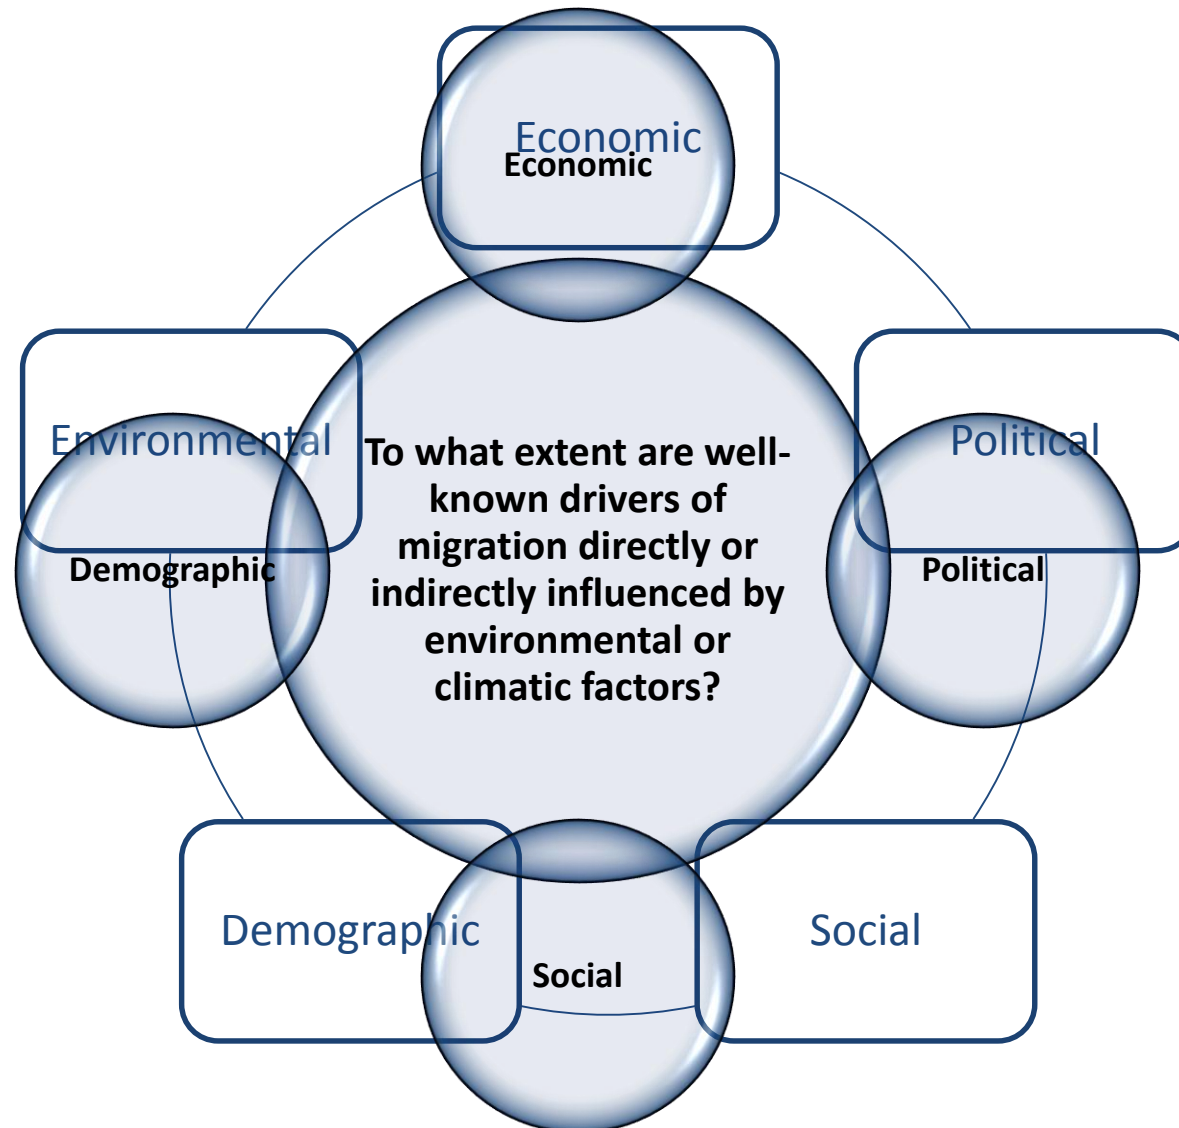 Economic
Economic
Environmental
Political
To what extent are well-
known drivers of
migration directly or
indirectly influenced by
environmental or
climatic factors?
Demographic
Political
Demographic
Social
Social